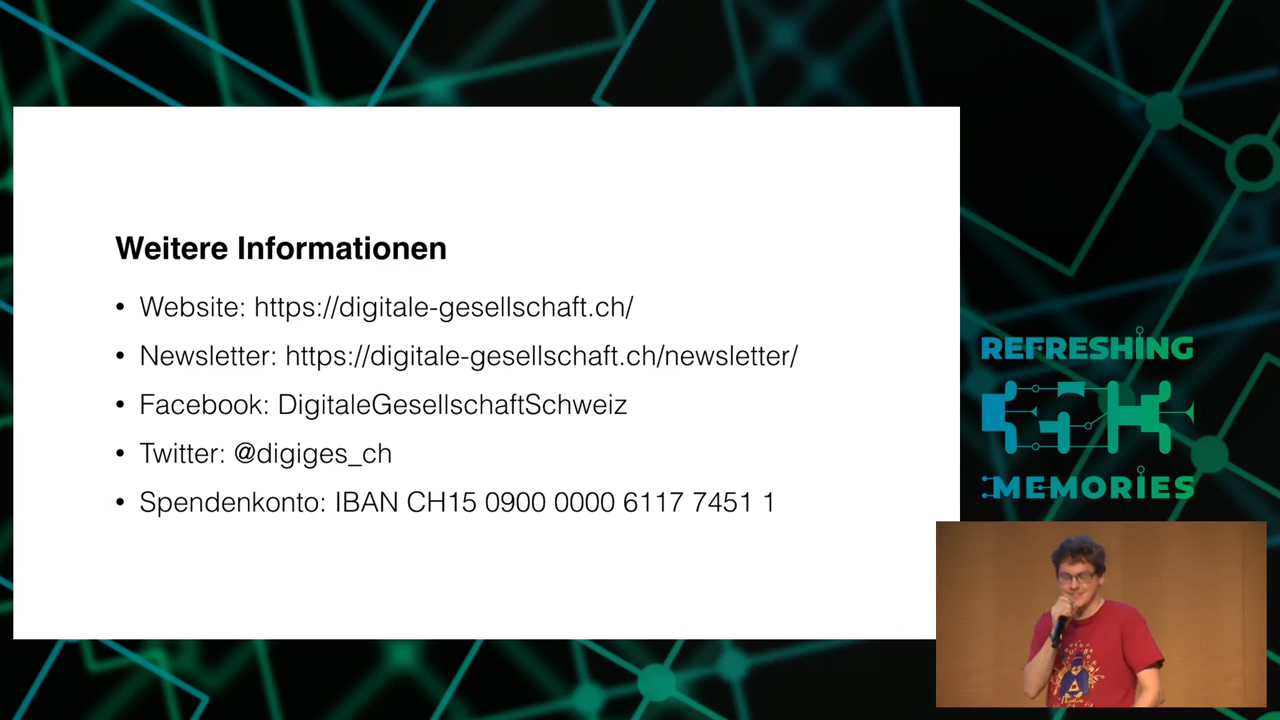 Weitere Informationen
• Website: https://digitale-gesellschaft.ch/
• Newsletter: https://digitale-gesellschaft.ch/newsletter/
• Facebook: DigitaleGesellschaftSchweiz
• Twitter: @digiges_ch
• Spendenkonto: IBAN CH15 0900 0000 6117 7451 1
REFRESHING
MEMORIES